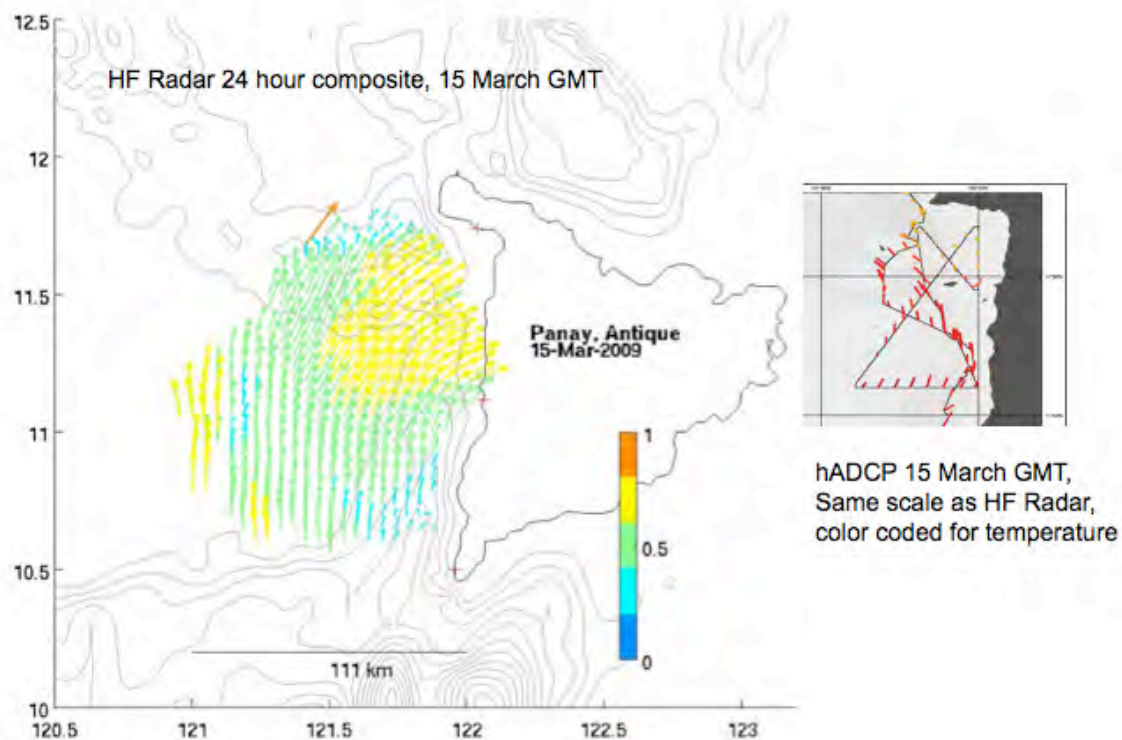 12.5
HF Radar 24 hour composite, 15 March GMT
12
11.5
Panay, Antique
15-Mar-2009
11
1
0.5
0
10.5
111 km
10
120.5
121
121.5
122
122.5
123
hADCP 15 March GMT,
Same scale as HF Radar,
color coded for temperature